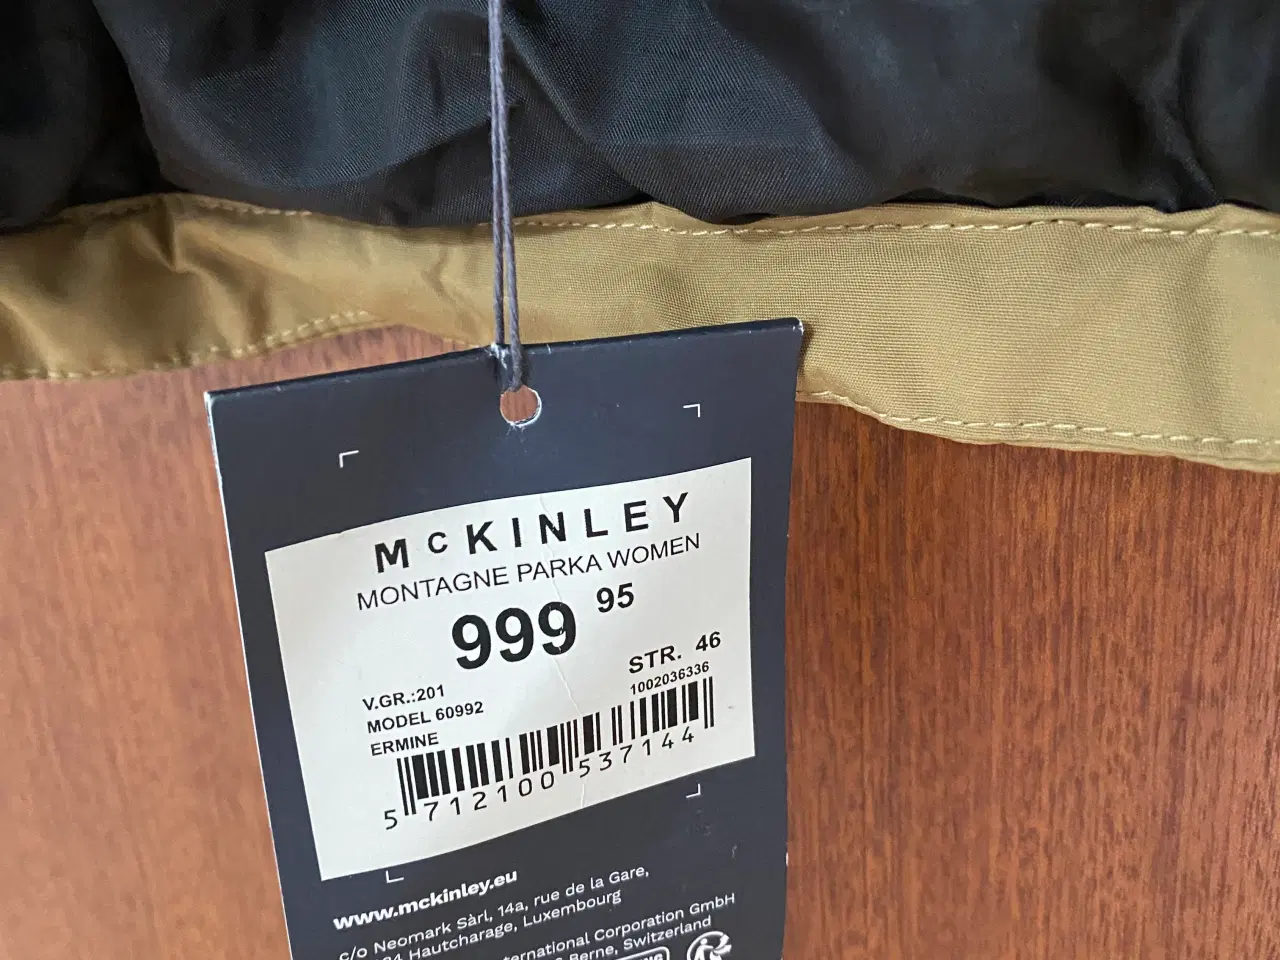 McKINLEY
MONTAGNE PARKA WOMEN
999 95
STR. 46
1002036336
V.GR.:201
MODEL 60992
ERMINE
5 712100 537144
www.mckinley.eu
c/o Neomark Sàrl, 14a, rue de la Gare,
Hautcharage, Luxembourg
Corporation GmbH
Berne, Switzerland